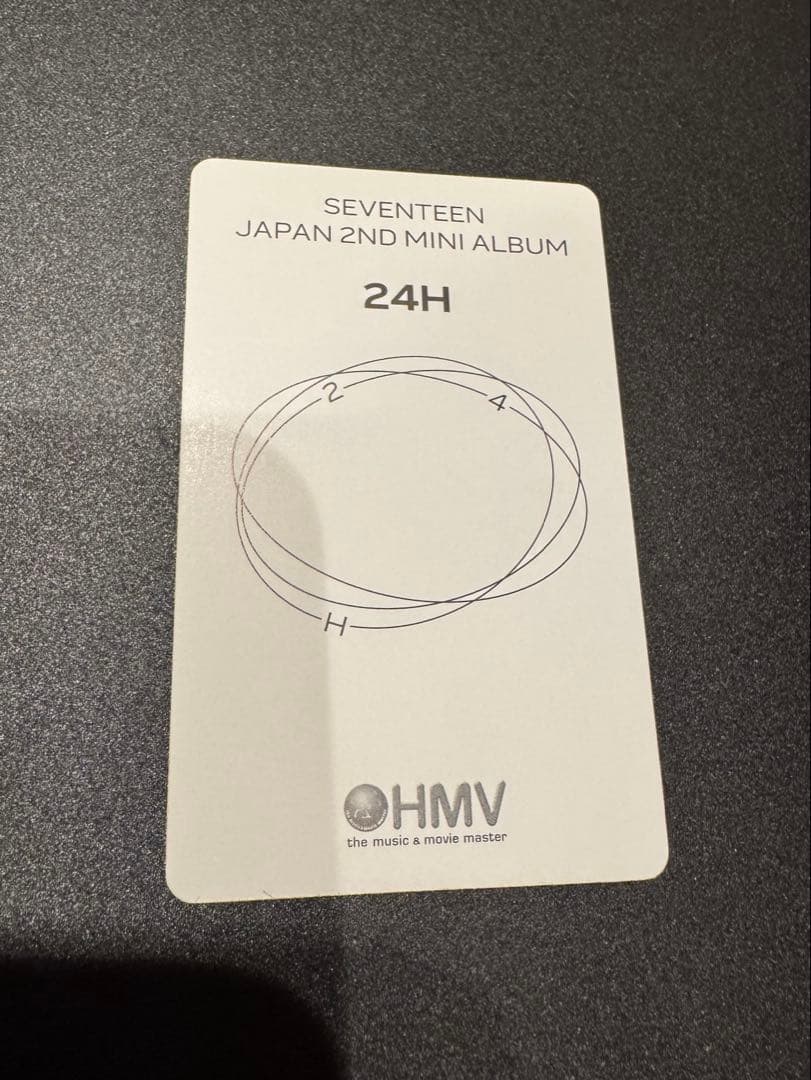 SEVENTEEN
JAPAN 2ND MINI ALBUM
24H
2
4
H
HMV
the music & movie master